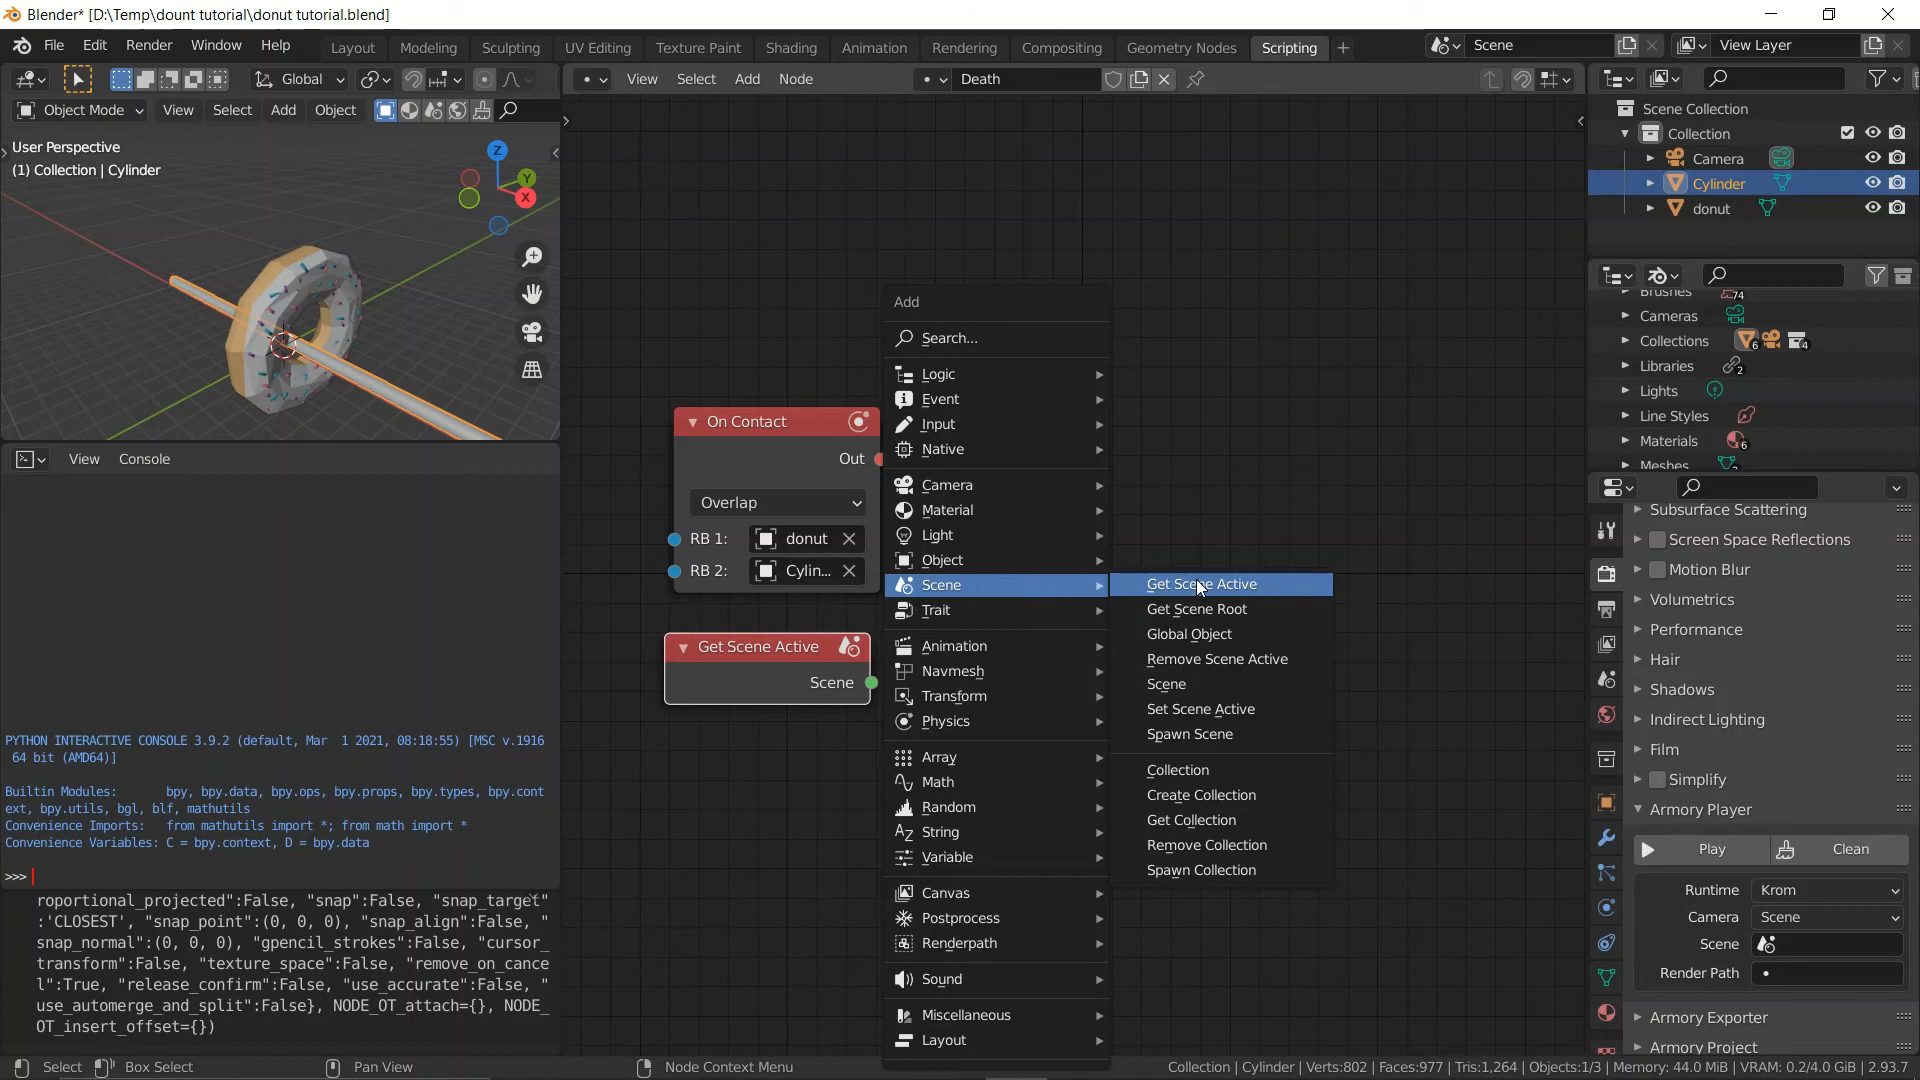 Blender* [D:\Temp\dount tutorial\donut tutorial.blend]
File Edit Render Window Help Layout Modeling Sculpting UV Editing Texture Paint Shading Animation Rendering Compositing Geometry Nodes Scripting Scene View Layer
Global View Select Add Node Death
Object Mode View Select Add Object
User Perspective
(1) Collection | Cylinder
Z
Y
X
On Contact
Out
Overlap
RB 1: donut
RB 2: Cylin...
Get Scene Active
Scene
Add
Search...
Logic
Event
Input
Native
Camera
Material
Light
Object
Scene
Trait
Animation
Navmesh
Transform
Physics
Array
Math
Random
String
Variable
Canvas
Postprocess
Renderpath
Sound
Miscellaneous
Layout
Get Scene Active
Get Scene Root
Global Object
Remove Scene Active
Scene
Set Scene Active
Spawn Scene
Collection
Create Collection
Get Collection
Remove Collection
Spawn Collection
View Console
PYTHON INTERACTIVE CONSOLE 3.9.2 (default, Mar  1 2021, 08:18:55) [MSC v.1916
64 bit (AMD64)]
Builtin Modules: bpy, bpy.data, bpy.ops, bpy.props, bpy.types, bpy.cont
ext, bpy.utils, bgl, blf, mathutils
Convenience Imports: from mathutils import *; from math import *
Convenience Variables: C = bpy.context, D = bpy.data
>>>
roportional_projected":False, "snap":False, "snap_target"
:'CLOSEST', "snap_point":(0, 0, 0), "snap_align":False, "
snap_normal":(0, 0, 0), "gpencil_strokes":False, "cursor_
transform":False, "texture_space":False, "remove_on_cance
l":True, "release_confirm":False, "use_accurate":False, "
use_automerge_and_split":False}, NODE_OT_attach={}, NODE_
OT_insert_offset={})
Scene Collection
Collection
Camera
Cylinder
donut
Brushes 74
Cameras
Collections 6 4
Libraries 2
Lights
Line Styles
Materials 6
Meshes
Subsurface Scattering
Screen Space Reflections
Motion Blur
Volumetrics
Performance
Hair
Shadows
Indirect Lighting
Film
Simplify
Armory Player
Play Clean
Runtime Krom
Camera Scene
Scene
Render Path
Armory Exporter
Armory Project
Select Box Select Pan View Node Context Menu Collection | Cylinder | Verts:802 | Faces:977 | Tris:1,264 | Objects:1/3 | Memory: 44.0 MiB | VRAM: 0.2/4.0 GiB | 2.93.7